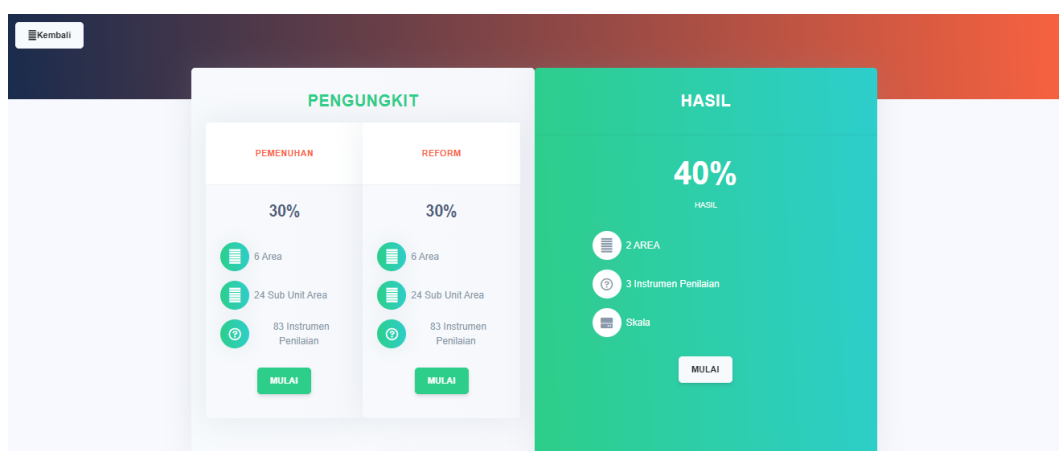 Kembali
PENGUNGKIT
PEMENUHAN
30%
6 Area
24 Sub Unit Area
83 Instrumen
Penilaian
MULAI
REFORM
30%
6 Area
24 Sub Unit Area
83 Instrumen
Penilaian
MULAI
HASIL
40%
HASIL
2 AREA
3 Instrumen Penilaian
Skala
MULAI